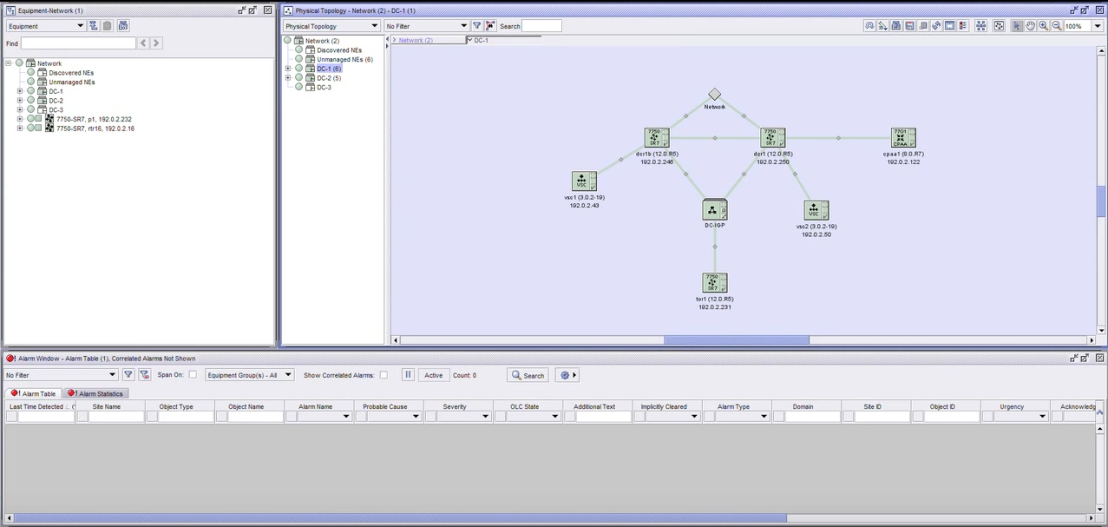 Equipment-Network (1)
Equipment
Find
Network
Discovered NEs
Unmanaged NEs
DC-1
DC-2
DC-3
7750-SR7, p1, 192.0.2.232
7750-SR7, rtr16, 192.0.2.16
Physical Topology - Network (2) - DC-1 (1)
Physical Topology
No Filter
Search
100%
Network (2)
Discovered NEs
Unmanaged NEs (6)
DC-1 (6)
DC-2 (5)
DC-3
> Network (2)
DC-1
Network
7750
SR7
7750
SR7
7701
CPAA
dsr1b (12.0.R5)
192.0.2.246
dsr1 (12.0.R5)
192.0.2.250
cpaa1 (8.0.R7)
192.0.2.122
VSC
vsc1 (3.0.2-19)
192.0.2.43
DC-IGP
VSC
vsc2 (3.0.2-19)
192.0.2.50
7750
SR7
tor1 (12.0.R5)
192.0.2.231
Alarm Window - Alarm Table (1), Correlated Alarms Not Shown
No Filter
Span On:
Equipment Group(s) - All
Show Correlated Alarms:
Active
Count: 0
Search
Alarm Table
Alarm Statistics
Last Time Detected
Site Name
Object Type
Object Name
Alarm Name
Probable Cause
Severity
OLC State
Additional Text
Implicitly Cleared
Alarm Type
Domain
Site ID
Object ID
Urgency
Acknowledg